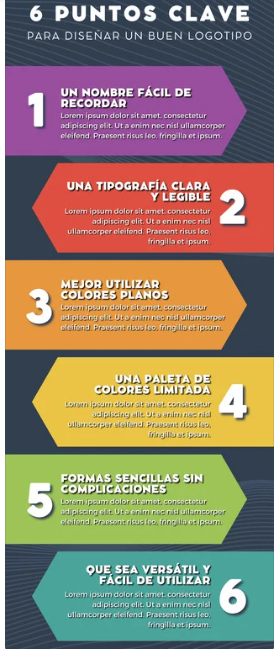 6 PUNTOS CLAVE
PARA DISEÑAR UN BUEN LOGOTIPO
1
UN NOMBRE FÁCIL DE
RECORDAR
Lorem ipsum dolor sit amet, consectetur
adipiscing elit. Ut a enim nec nisl ullamcorper
eleifend. Praesent risus leo, fringilla et ipsum.
UNA TIPOGRAFÍA CLARA
Y LEGIBLE
2
Lorem ipsum dolor sit amet, consectetur
adipiscing elit. Ut a enim nec nisl
ullamcorper eleifend. Praesent risus leo,
fringilla et ipsum.
3
MEJOR UTILIZAR
COLORES PLANOS
Lorem ipsum dolor sit amet, consectetur
adipiscing elit. Ut a enim nec nisl ullamcorper
eleifend. Praesent risus leo, fringilla et ipsum.
UNA PALETA DE
COLORES LIMITADA
4
Lorem ipsum dolor sit amet, consectetur
adipiscing elit. Ut a enim nec nisl
ullamcorper eleifend. Praesent risus leo,
fringilla et ipsum.
5
FORMAS SENCILLAS SIN
COMPLICACIONES
Lorem ipsum dolor sit amet, consectetur
adipiscing elit. Ut a enim nec nisl ullamcorper
eleifend. Praesent risus leo, fringilla et ipsum.
QUE SEA VERSÁTIL Y
FÁCIL DE UTILIZAR
6
Lorem ipsum dolor sit amet, consectetur
adipiscing elit. Ut a enim nec nisl
ullamcorper eleifend. Praesent risus leo,
fringilla et ipsum.